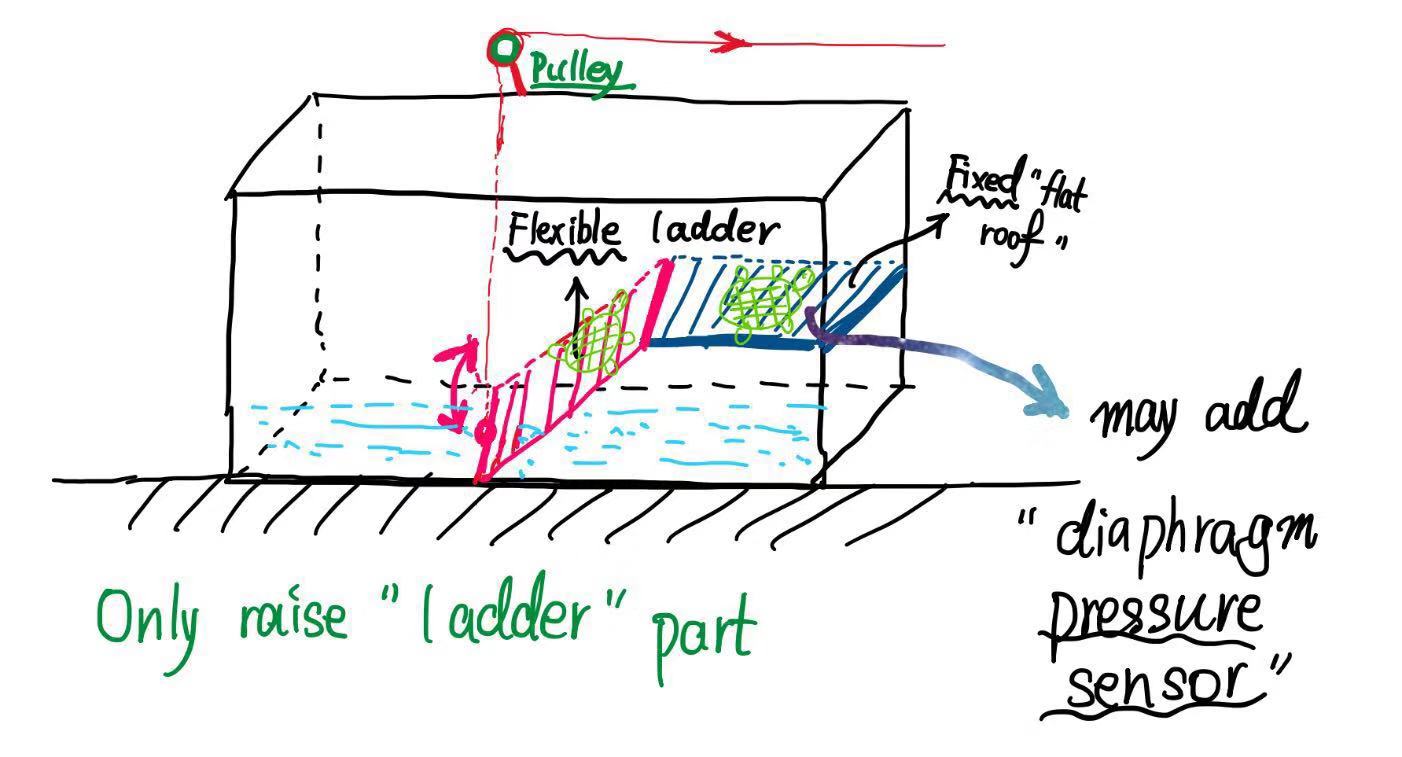 Pulley
Fixed "flat
roof"
Flexible ladder
may add
"diaphragm
pressure
sensor"
Only raise "ladder" part